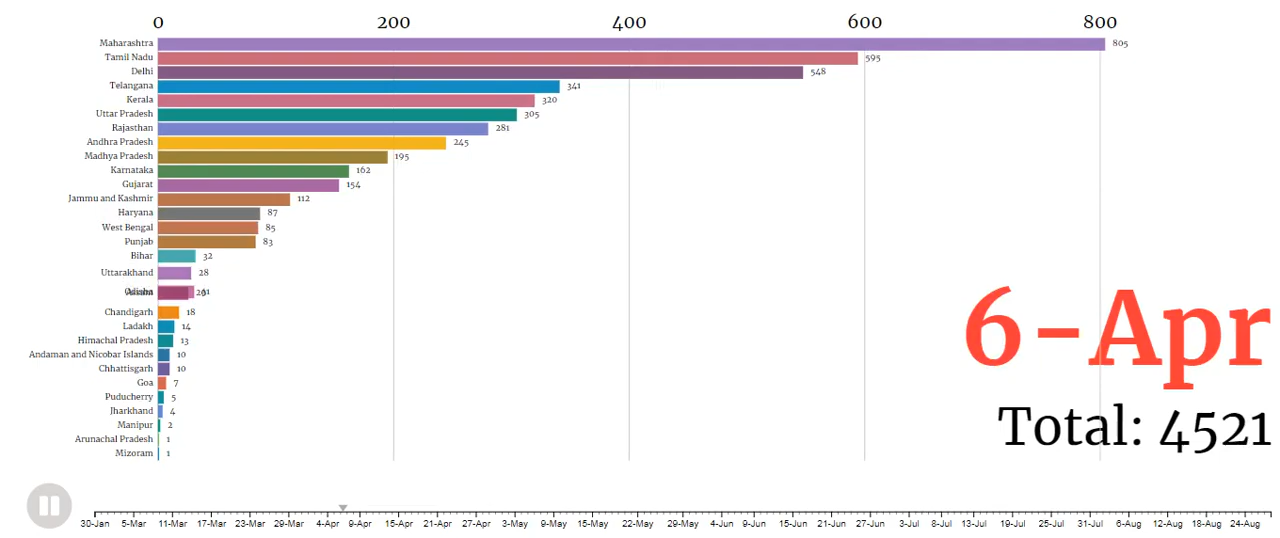 0 200 400 600 800
Maharashtra 805
Tamil Nadu 595
Delhi 548
Telangana 341
Kerala 320
Uttar Pradesh 305
Rajasthan 281
Andhra Pradesh 245
Madhya Pradesh 195
Karnataka 162
Gujarat 154
Jammu and Kashmir 112
Haryana 87
West Bengal 85
Punjab 83
Bihar 32
Uttarakhand 28
Chandigarh 18
Ladakh 14
Himachal Pradesh 13
Andaman and Nicobar Islands 10
Chhattisgarh 10
Goa 7
Puducherry 5
Jharkhand 4
Manipur 2
Arunachal Pradesh 1
Mizoram 1
6-Apr
Total: 4521
30-Jan 5-Mar 11-Mar 17-Mar 23-Mar 29-Mar 4-Apr 9-Apr 15-Apr 21-Apr 27-Apr 3-May 9-May 15-May 22-May 29-May 4-Jun 9-Jun 15-Jun 21-Jun 27-Jun 3-Jul 8-Jul 13-Jul 19-Jul 25-Jul 31-Jul 6-Aug 12-Aug 18-Aug 24-Aug